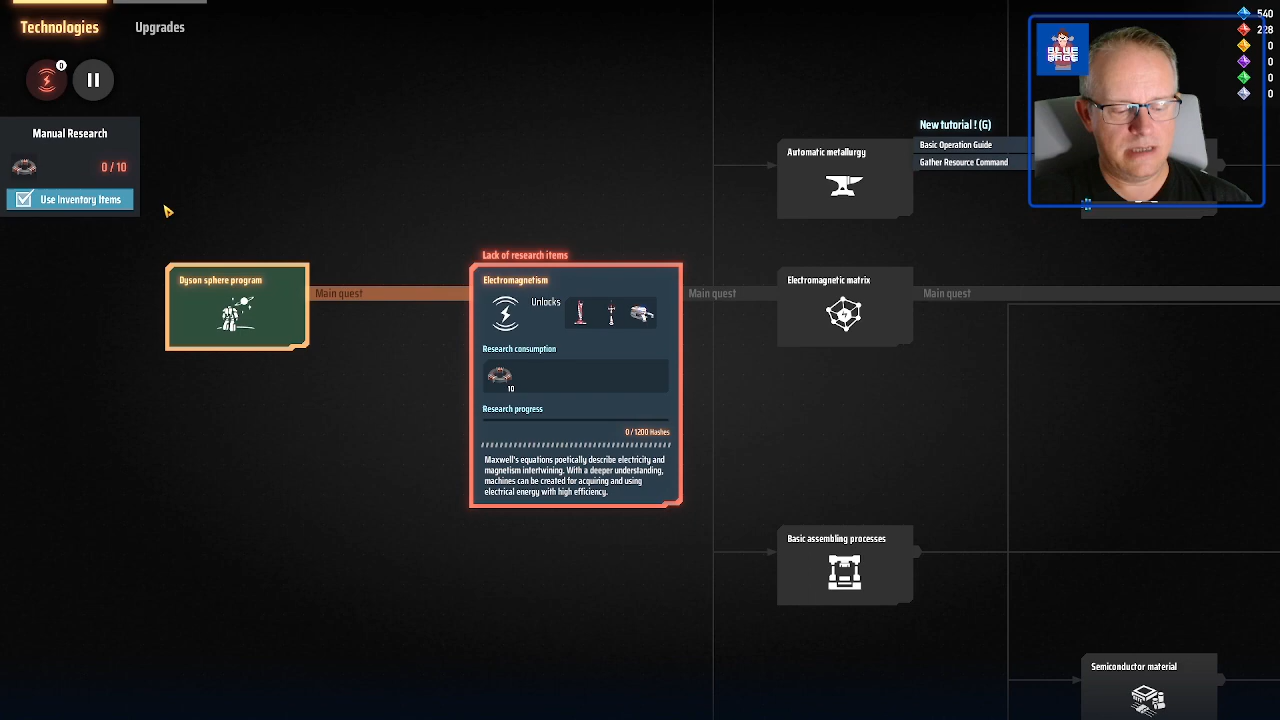 Technologies
Upgrades
540
228
0
0
0
0
0
BLUE
RAGE
Manual Research
0 / 10
Use Inventory Items
New tutorial ! (G)
Basic Operation Guide
Gather Resource Command
Automatic metallurgy
Lack of research items
Dyson sphere program
Main quest
Electromagnetism
Unlocks
Research consumption
10
Research progress
0 / 1200 Hashes
Maxwell's equations poetically describe electricity and
magnetism intertwining. With a deeper understanding,
machines can be created for acquiring and using
electrical energy with high efficiency.
Main quest
Electromagnetic matrix
Main quest
Basic assembling processes
Semiconductor material